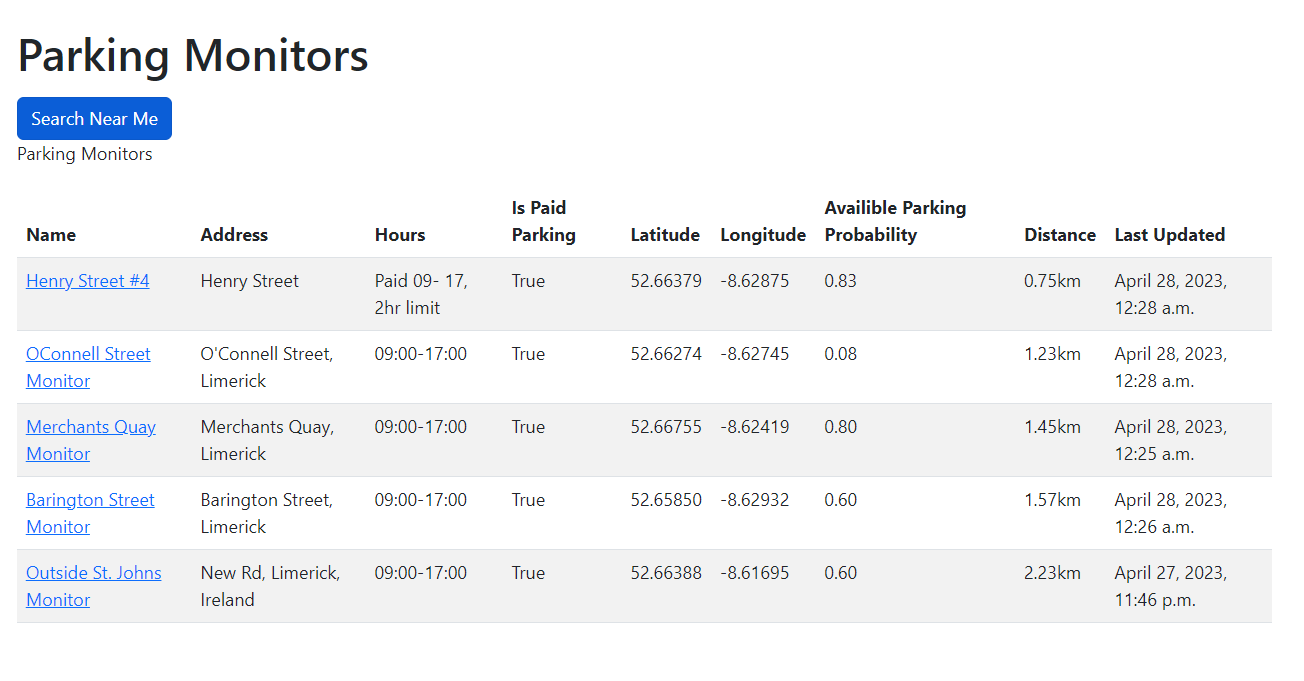 Parking Monitors
Search Near Me
Parking Monitors
Name Address Hours Is Paid Parking Latitude Longitude Availible Parking Probability Distance Last Updated
Henry Street #4 Henry Street Paid 09- 17, 2hr limit True 52.66379 -8.62875 0.83 0.75km April 28, 2023, 12:28 a.m.
OConnell Street Monitor O'Connell Street, Limerick 09:00-17:00 True 52.66274 -8.62745 0.08 1.23km April 28, 2023, 12:28 a.m.
Merchants Quay Monitor Merchants Quay, Limerick 09:00-17:00 True 52.66755 -8.62419 0.80 1.45km April 28, 2023, 12:25 a.m.
Barington Street Monitor Barington Street, Limerick 09:00-17:00 True 52.65850 -8.62932 0.60 1.57km April 28, 2023, 12:26 a.m.
Outside St. Johns Monitor New Rd, Limerick, Ireland 09:00-17:00 True 52.66388 -8.61695 0.60 2.23km April 27, 2023, 11:46 p.m.